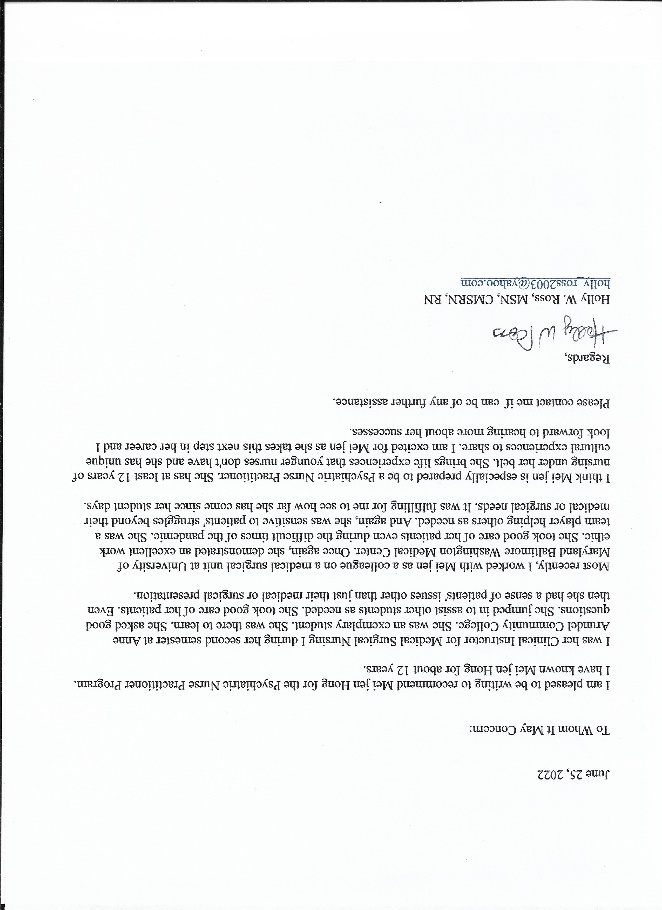 June 25, 2022
To Whom It May Concern:
I am pleased to be writing to recommend Mei jen Hong for the Psychiatric Nurse Practitioner Program.
I have known Mei jen Hong for about 12 years.
I was her Clinical Instructor for Medical Surgical Nursing I during her second semester at Anne
Arundel Community College. She was an exemplary student. She was there to learn. She asked good
questions. She jumped in to assist other students as needed. She took good care of her patients. Even
then she had a sense of patients' issues other than just their medical or surgical presentation.
Most recently, I worked with Mei jen as a colleague on a medical surgical unit at University of
Maryland Baltimore Washington Medical Center. Once again, she demonstrated an excellent work
ethic. She took good care of her patients even during the difficult times of the pandemic. She was a
team player helping others as needed. And again, she was sensitive to patients' struggles beyond their
medical or surgical needs. It was fulfilling for me to see how far she has come since her student days.
I think Mei jen is especially prepared to be a Psychiatric Nurse Practitioner. She has at least 12 years of
nursing under her belt. She brings life experiences that younger nurses don't have and she has unique
cultural experiences to share. I am excited for Mei jen as she takes this next step in her career and I
look forward to hearing more about her successes.
Please contact me if can be of any further assistance.
Regards,
Holly W Ross
Holly W. Ross, MSN, CMSRN, RN
holly_ross2003@yahoo.com